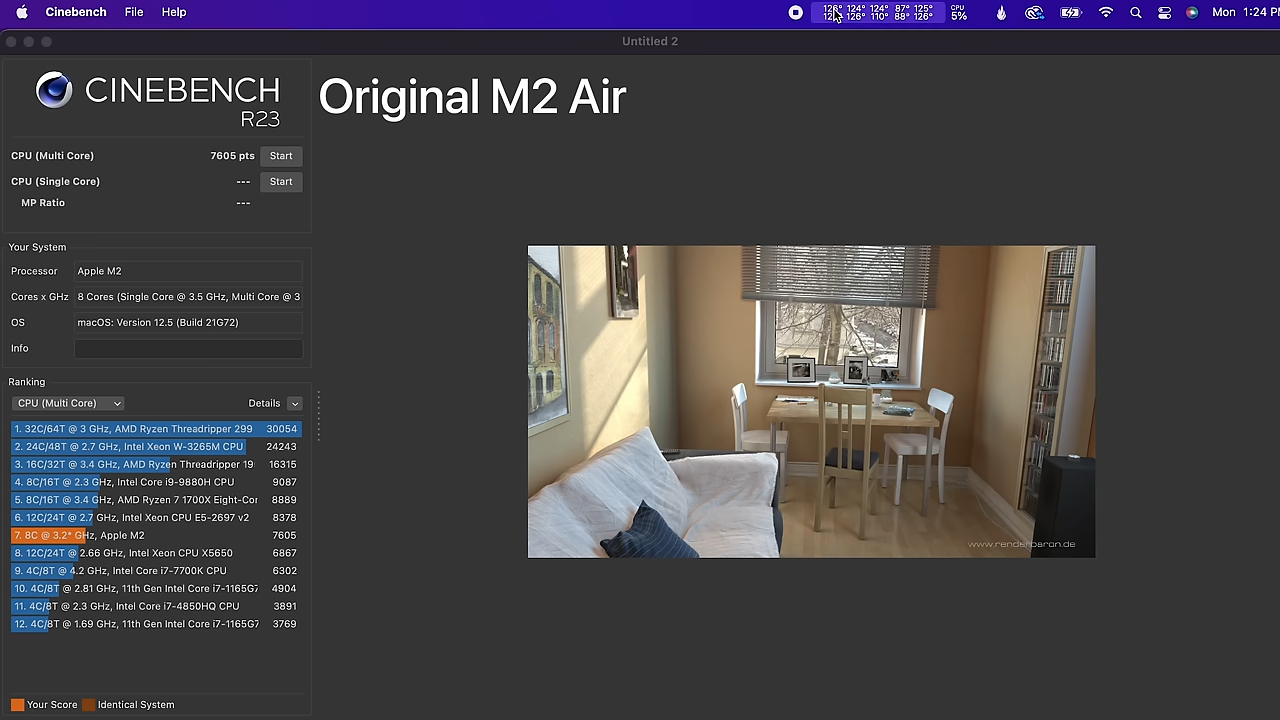 Cinebench File Help
124° 124° 87° 125° CPU
126° 110° 88° 126° 5%
Mon 1:24 P
Untitled 2
CINEBENCH
R23
Original M2 Air
CPU (Multi Core) 7605 pts Start
CPU (Single Core) --- Start
MP Ratio ---
Your System
Processor Apple M2
Cores x GHz 8 Cores (Single Core @ 3.5 GHz, Multi Core @ 3
OS macOS: Version 12.5 (Build 21G72)
Info
Ranking
CPU (Multi Core) Details
1. 32C/64T @ 3 GHz, AMD Ryzen Threadripper 299 30054
2. 24C/48T @ 2.7 GHz, Intel Xeon W-3265M CPU 24243
3. 16C/32T @ 3.4 GHz, AMD Ryzen Threadripper 19 16315
4. 8C/16T @ 2.3 GHz, Intel Core i9-9880H CPU 9087
5. 8C/16T @ 3.4 GHz, AMD Ryzen 7 1700X Eight-Cor 8889
6. 12C/24T @ 2.7 GHz, Intel Xeon CPU E5-2697 v2 8378
7. 8C @ 3.2* GHz, Apple M2 7605
8. 12C/24T @ 2.66 GHz, Intel Xeon CPU X5650 6867
9. 4C/8T @ 4.2 GHz, Intel Core i7-7700K CPU 6302
10. 4C/8T @ 2.81 GHz, 11th Gen Intel Core i7-1165G7 4904
11. 4C/8T @ 2.3 GHz, Intel Core i7-4850HQ CPU 3891
12. 4C/8T @ 1.69 GHz, 11th Gen Intel Core i7-1165G7 3769
www.renderbaron.de
Your Score Identical System